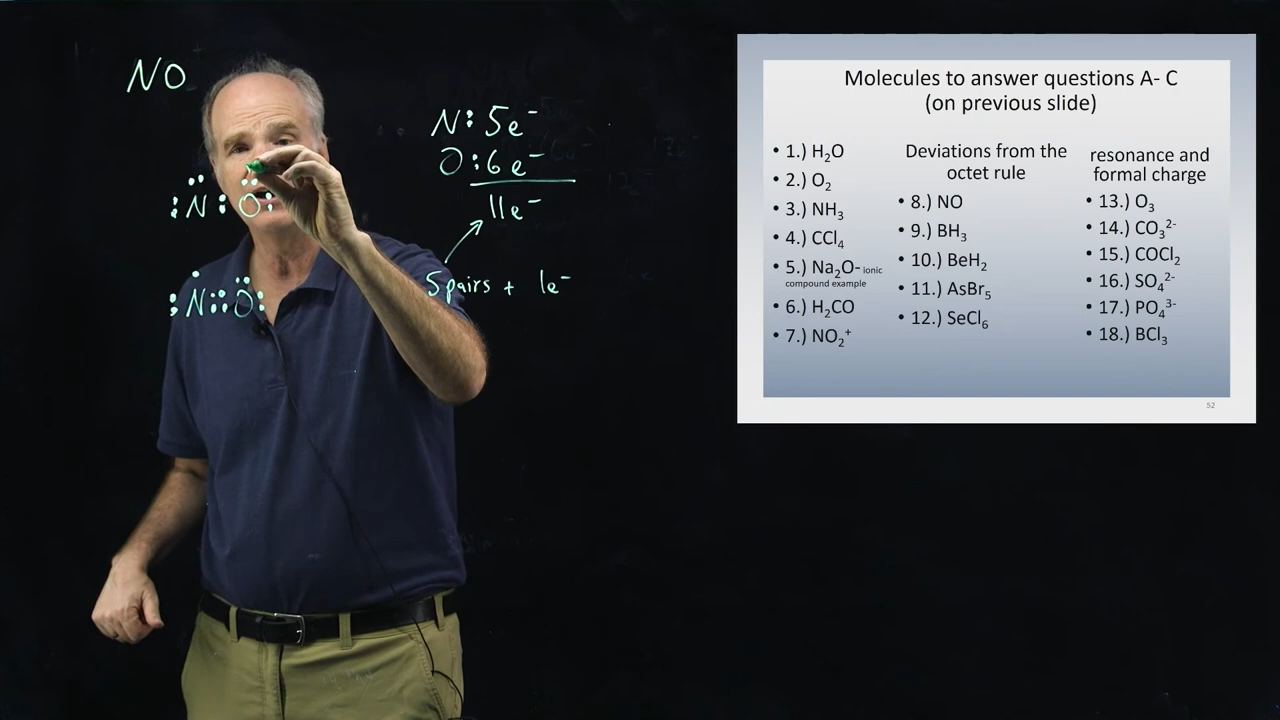 NO
N: 5e⁻
O: 6e⁻
11e⁻
5 pairs + 1e⁻
:N:O:
:N::O:
Molecules to answer questions A- C
(on previous slide)
• 1.) H₂O
• 2.) O₂
• 3.) NH₃
• 4.) CCl₄
• 5.) Na₂O- ionic
compound example
• 6.) H₂CO
• 7.) NO₂⁺
Deviations from the
octet rule
• 8.) NO
• 9.) BH₃
• 10.) BeH₂
• 11.) AsBr₅
• 12.) SeCl₆
resonance and
formal charge
• 13.) O₃
• 14.) CO₃²⁻
• 15.) COCl₂
• 16.) SO₄²⁻
• 17.) PO₄³⁻
• 18.) BCl₃
52